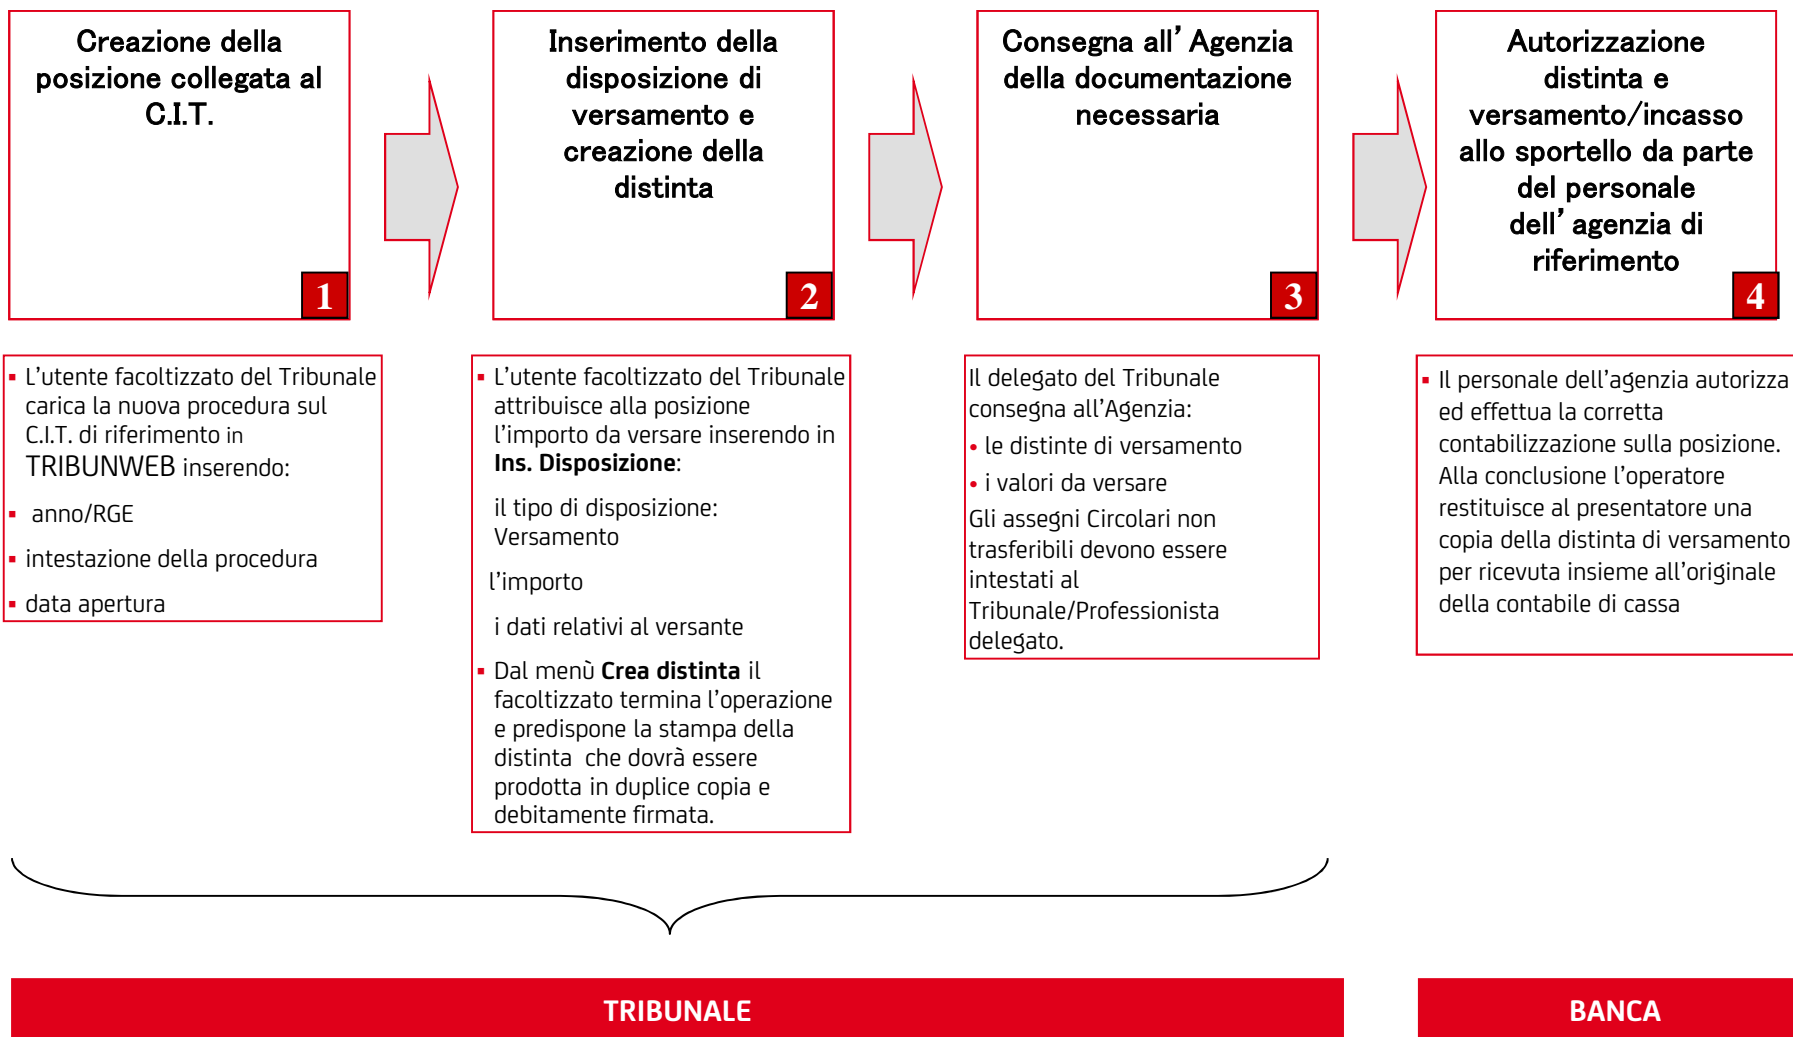 Creazione della
posizione collegata al
C.I.T.
1
Inserimento della
disposizione di
versamento e
creazione della
distinta
2
Consegna all’Agenzia
della documentazione
necessaria
3
Autorizzazione
distinta e
versamento/incasso
allo sportello da parte
del personale
dell’agenzia di
riferimento
4
▪ L’utente facoltizzato del Tribunale
carica la nuova procedura sul
C.I.T. di riferimento in
TRIBUNWEB inserendo:
▪ anno/RGE
▪ intestazione della procedura
▪ data apertura
▪ L’utente facoltizzato del Tribunale
attribuisce alla posizione
l’importo da versare inserendo in
Ins. Disposizione:
il tipo di disposizione:
Versamento
l’importo
i dati relativi al versante
▪ Dal menù Crea distinta il
facoltizzato termina l’operazione
e predispone la stampa della
distinta che dovrà essere
prodotta in duplice copia e
debitamente firmata.
Il delegato del Tribunale
consegna all’Agenzia:
• le distinte di versamento
• i valori da versare
Gli assegni Circolari non
trasferibili devono essere
intestati al
Tribunale/Professionista
delegato.
▪ Il personale dell’agenzia autorizza
ed effettua la corretta
contabilizzazione sulla posizione.
Alla conclusione l’operatore
restituisce al presentatore una
copia della distinta di versamento
per ricevuta insieme all’originale
della contabile di cassa
TRIBUNALE
BANCA